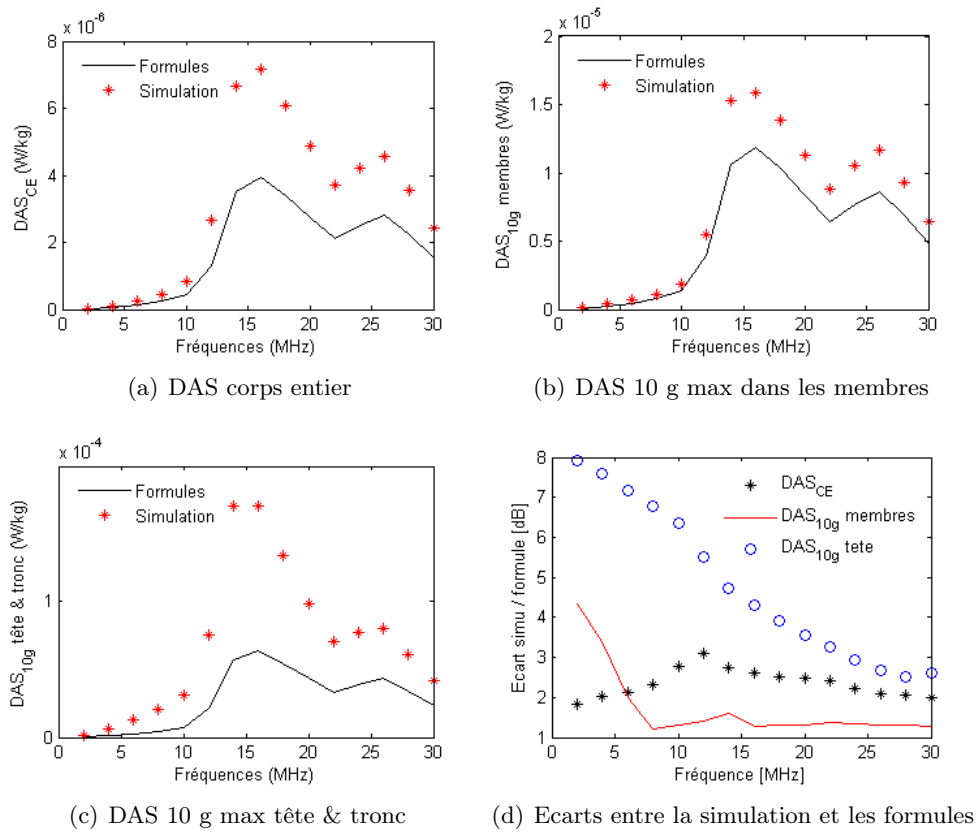 x 10^-6
8
6
4
2
0
DAS_CE (W/kg)
Formules
Simulation
0 5 10 15 20 25 30
Fréquences (MHz)
(a) DAS corps entier
x 10^-5
2
1.5
1
0.5
0
DAS_10g membres (W/kg)
Formules
Simulation
0 5 10 15 20 25 30
Fréquences (MHz)
(b) DAS 10 g max dans les membres
x 10^-4
1
0
DAS_10g tête & tronc (W/kg)
Formules
Simulation
0 5 10 15 20 25 30
Fréquences (MHz)
(c) DAS 10 g max tête & tronc
8
7
6
5
4
3
2
1
Ecart simu / formule [dB]
DAS_CE
DAS_10g membres
DAS_10g tete
0 5 10 15 20 25 30
Fréquence [MHz]
(d) Ecarts entre la simulation et les formules